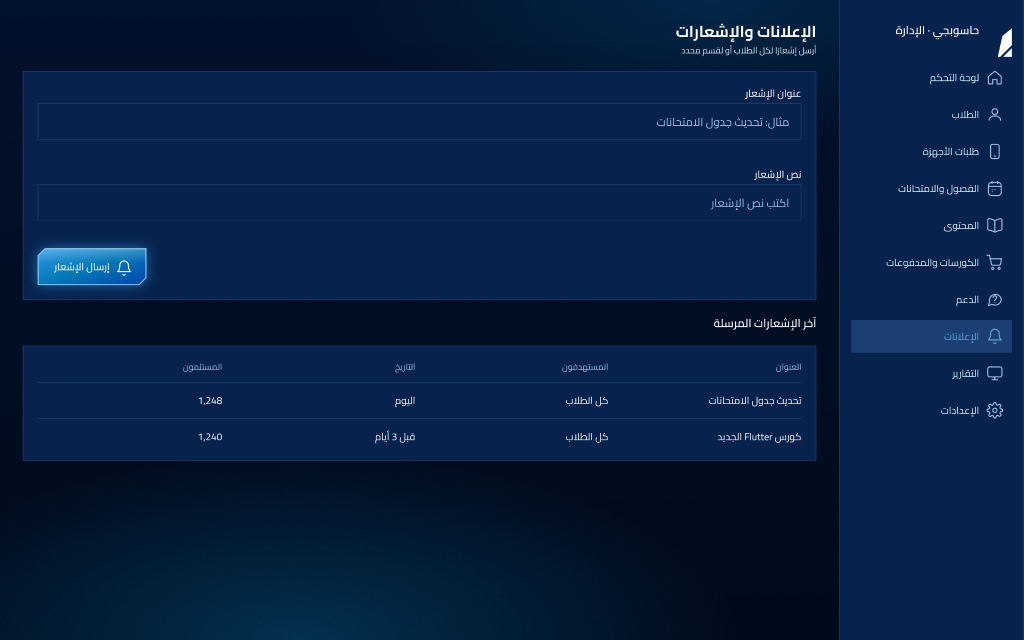 حاسوبجي · الإدارة
لوحة التحكم
الطلاب
طلبات الأجهزة
الفصول والامتحانات
المحتوى
الكورسات والمدفوعات
الدعم
الإعلانات
التقارير
الإعدادات
الإعلانات والإشعارات
أرسل إشعارًا لكل الطلاب أو لقسم محدد
عنوان الإشعار
مثال: تحديث جدول الامتحانات
نص الإشعار
اكتب نص الإشعار
إرسال الإشعار
آخر الإشعارات المرسلة
العنوان المستهدفون التاريخ المستلمون
تحديث جدول الامتحانات كل الطلاب اليوم 1,248
كورس Flutter الجديد كل الطلاب قبل 3 أيام 1,240